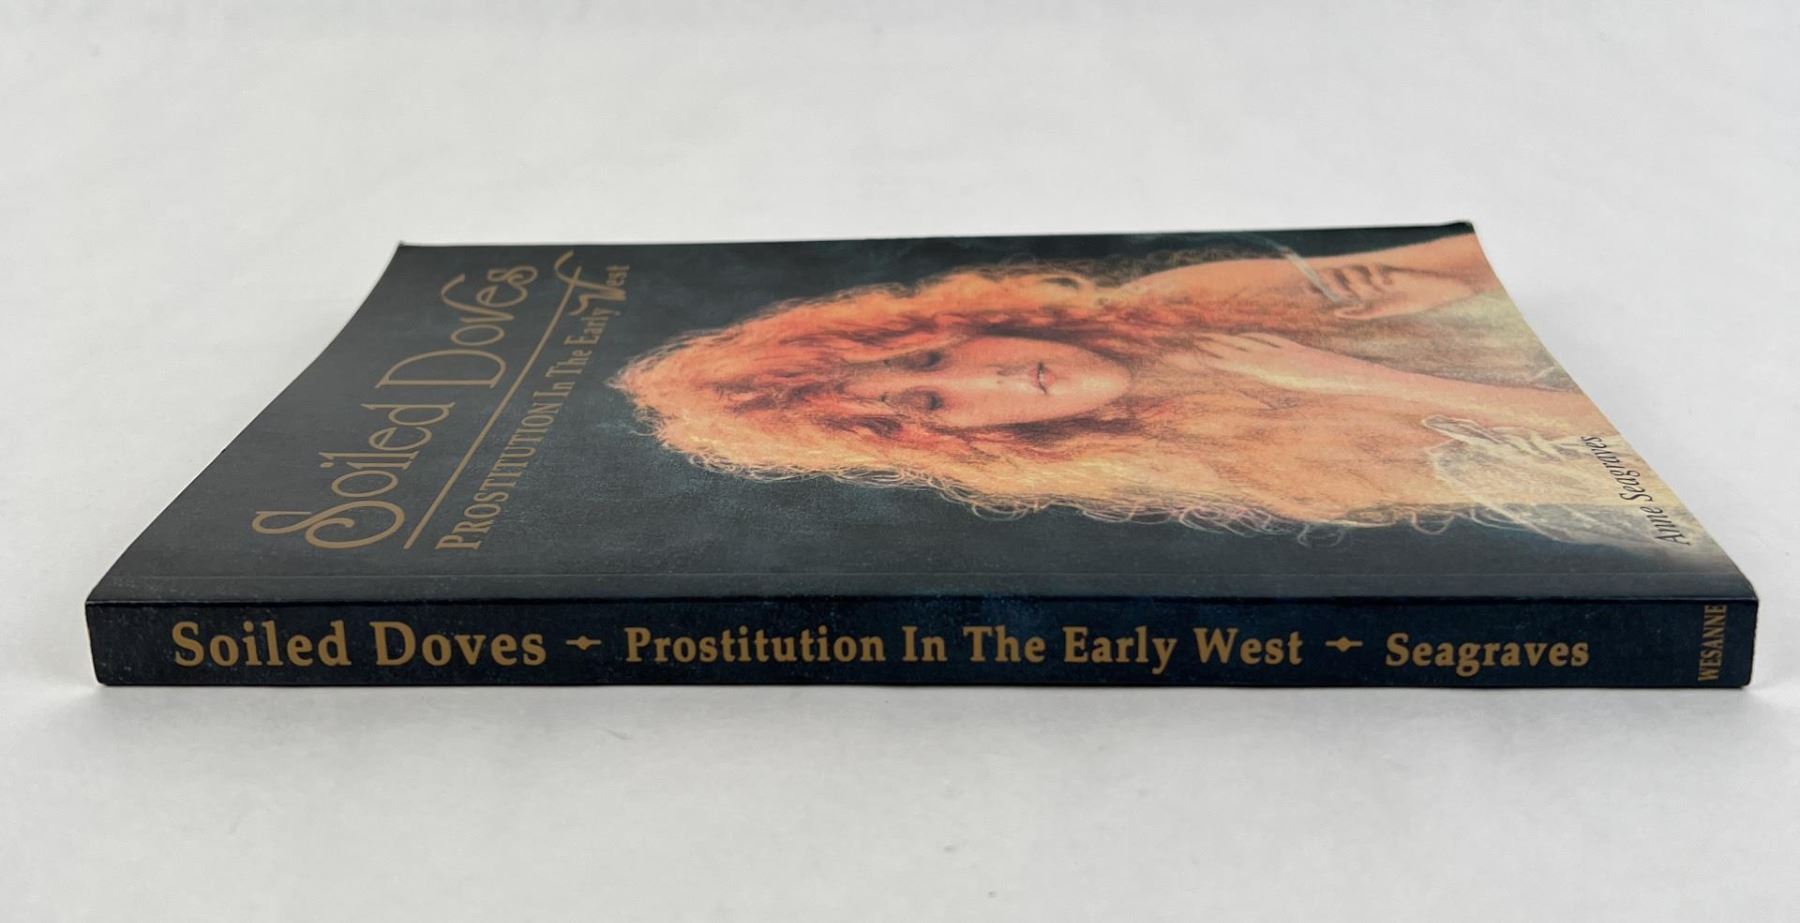 Soiled Doves
PROSTITUTION In The Early West
Anne Seagraves
Soiled Doves - Prostitution In The Early West - Seagraves
WESANNE